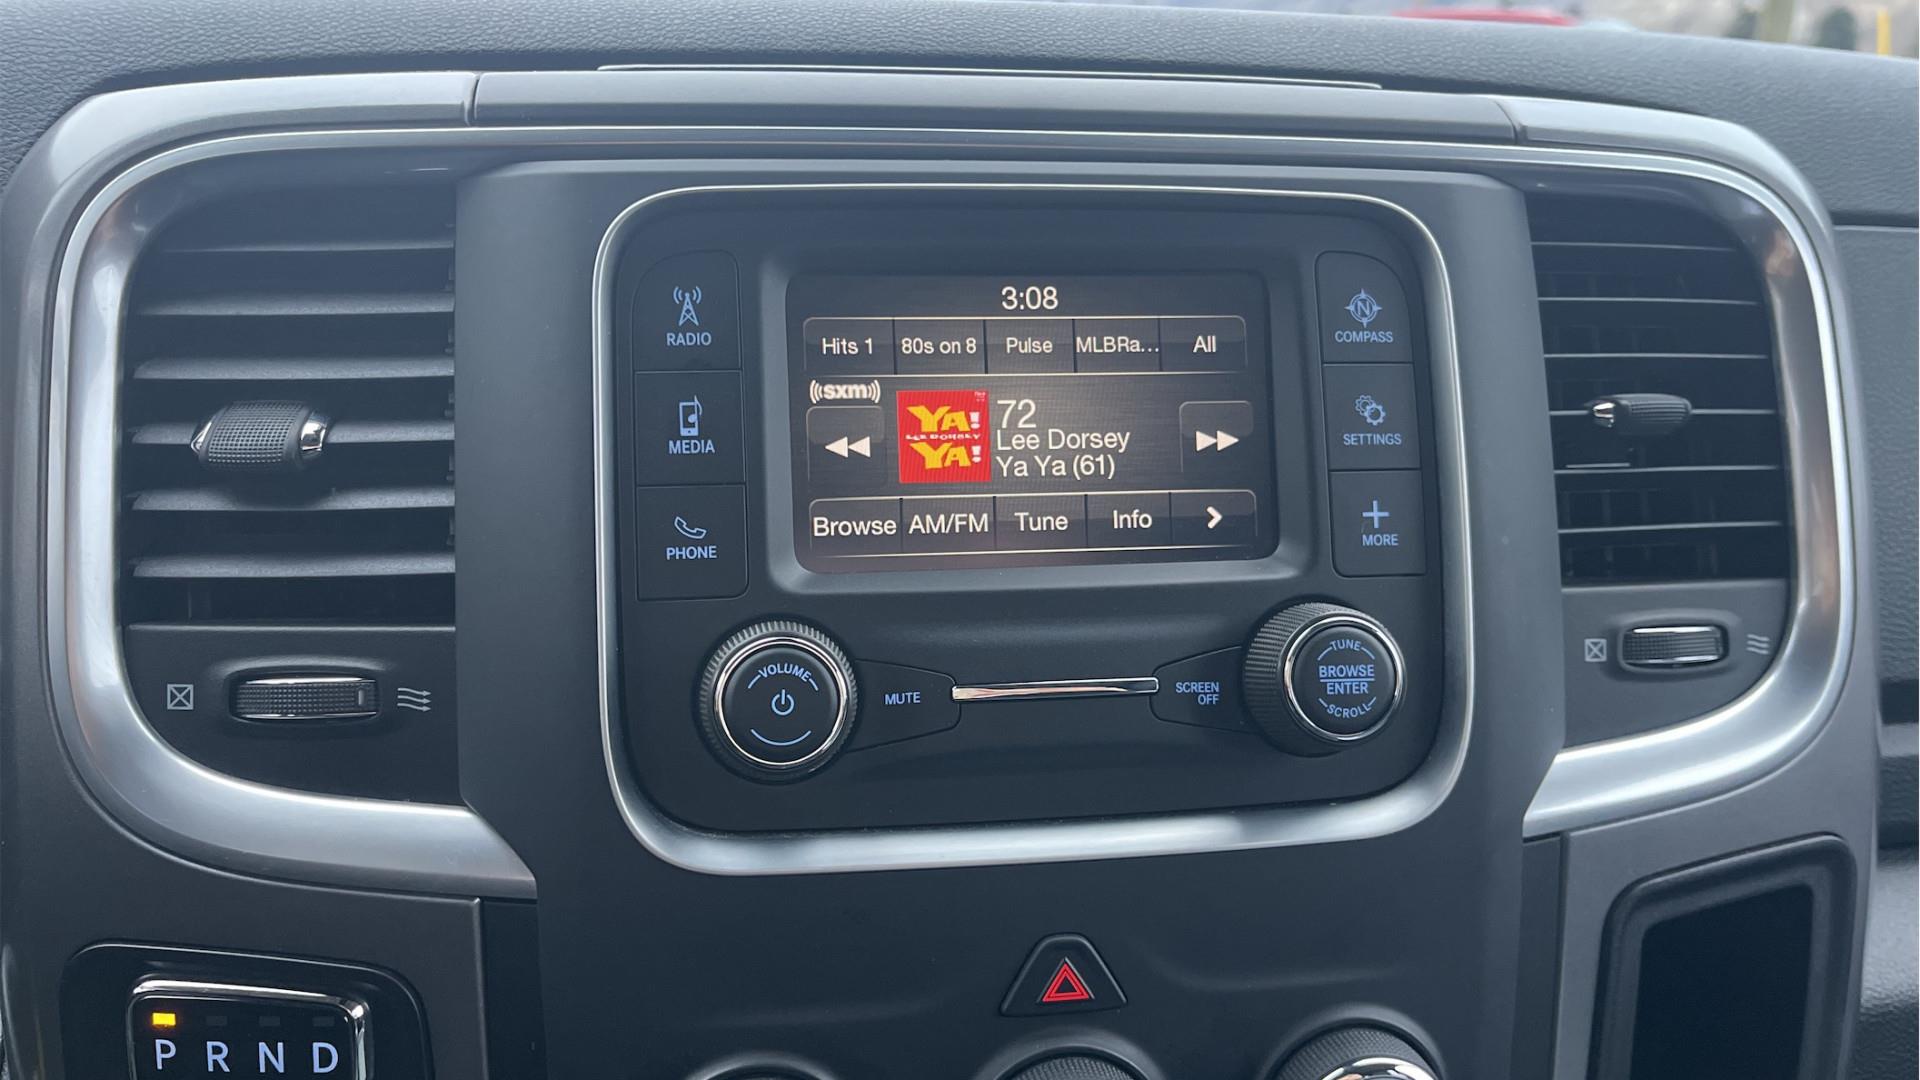 3:08
Hits 1 80s on 8 Pulse MLBRa... All
((sxm))
YA!
LEE DORSEY
YA!
72
Lee Dorsey
Ya Ya (61)
Browse AM/FM Tune Info
RADIO
MEDIA
PHONE
N
COMPASS
SETTINGS
MORE
VOLUME
MUTE
SCREEN
OFF
TUNE
BROWSE
ENTER
SCROLL
P R N D